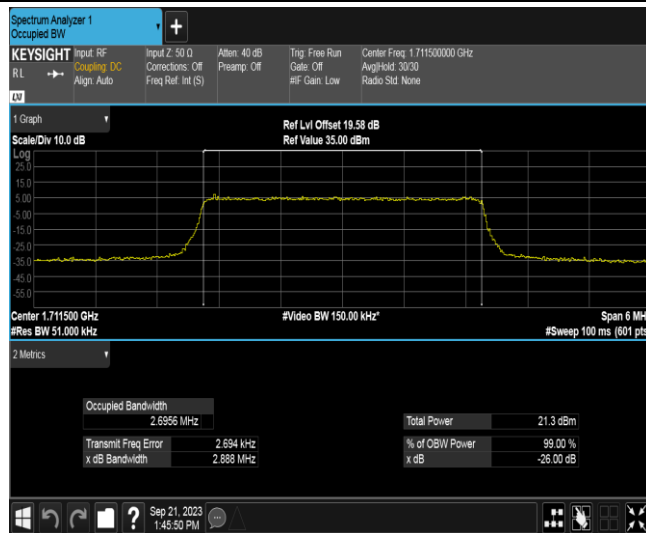 Spectrum Analyzer 1
Occupied BW
+
KEYSIGHT
RL
Input: RF
Coupling: DC
Align: Auto
Input Z: 50 Ω
Corrections: Off
Freq Ref: Int (S)
Atten: 40 dB
Preamp: Off
Trig: Free Run
Gate: Off
#IF Gain: Low
Center Freq: 1.711500000 GHz
Avg|Hold: 30/30
Radio Std: None
LXI
1 Graph
Scale/Div 10.0 dB
Ref Lvl Offset 19.58 dB
Ref Value 35.00 dBm
Log
25.0
15.0
5.00
-5.00
-15.0
-25.0
-35.0
-45.0
-55.0
Center 1.711500 GHz
#Res BW 51.000 kHz
#Video BW 150.00 kHz*
Span 6 MH
#Sweep 100 ms (601 pts
2 Metrics
Occupied Bandwidth
2.6956 MHz
Transmit Freq Error 2.694 kHz
x dB Bandwidth 2.888 MHz
Total Power 21.3 dBm
% of OBW Power 99.00 %
x dB -26.00 dB
?
Sep 21, 2023
1:45:50 PM